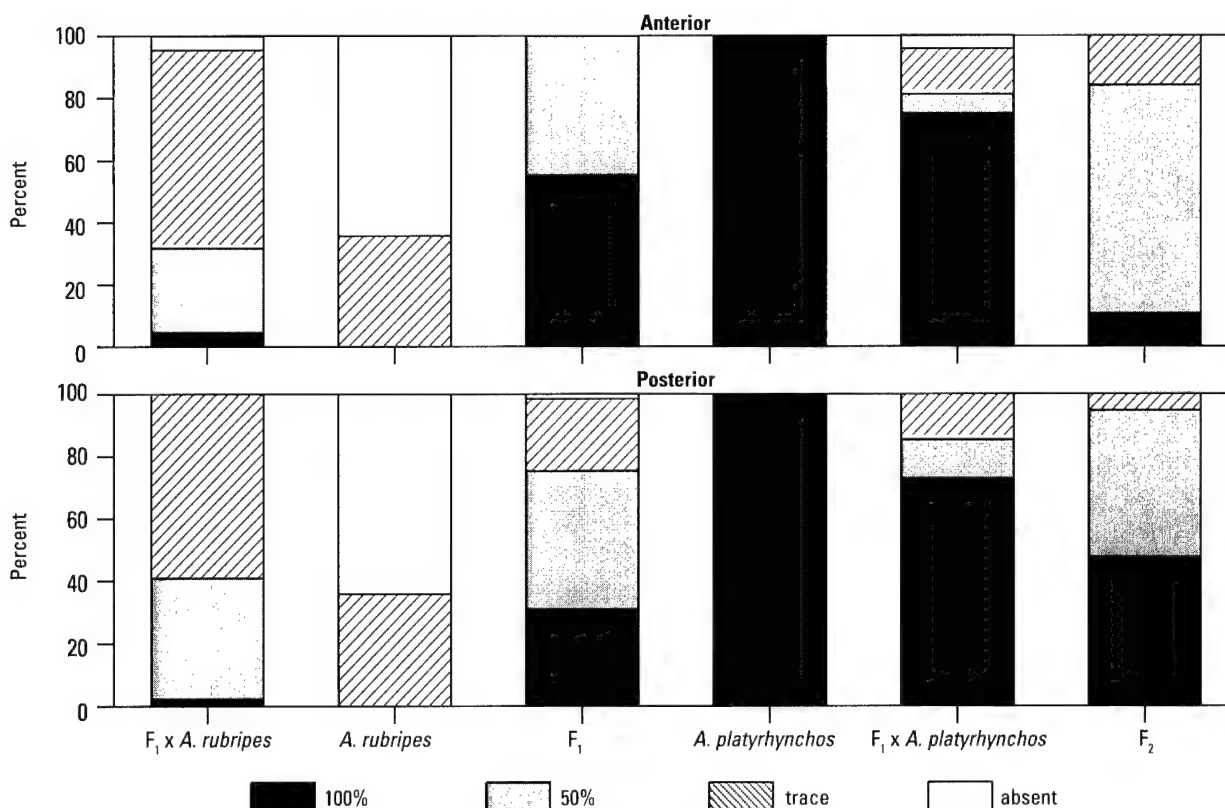 Anterior
100
80
60
40
20
0
Percent
Posterior
100
80
60
40
20
0
Percent
F₁ x A. rubripes A. rubripes F₁ A. platyrhynchos F₁ x A. platyrhynchos F₂
100% 50% trace absent